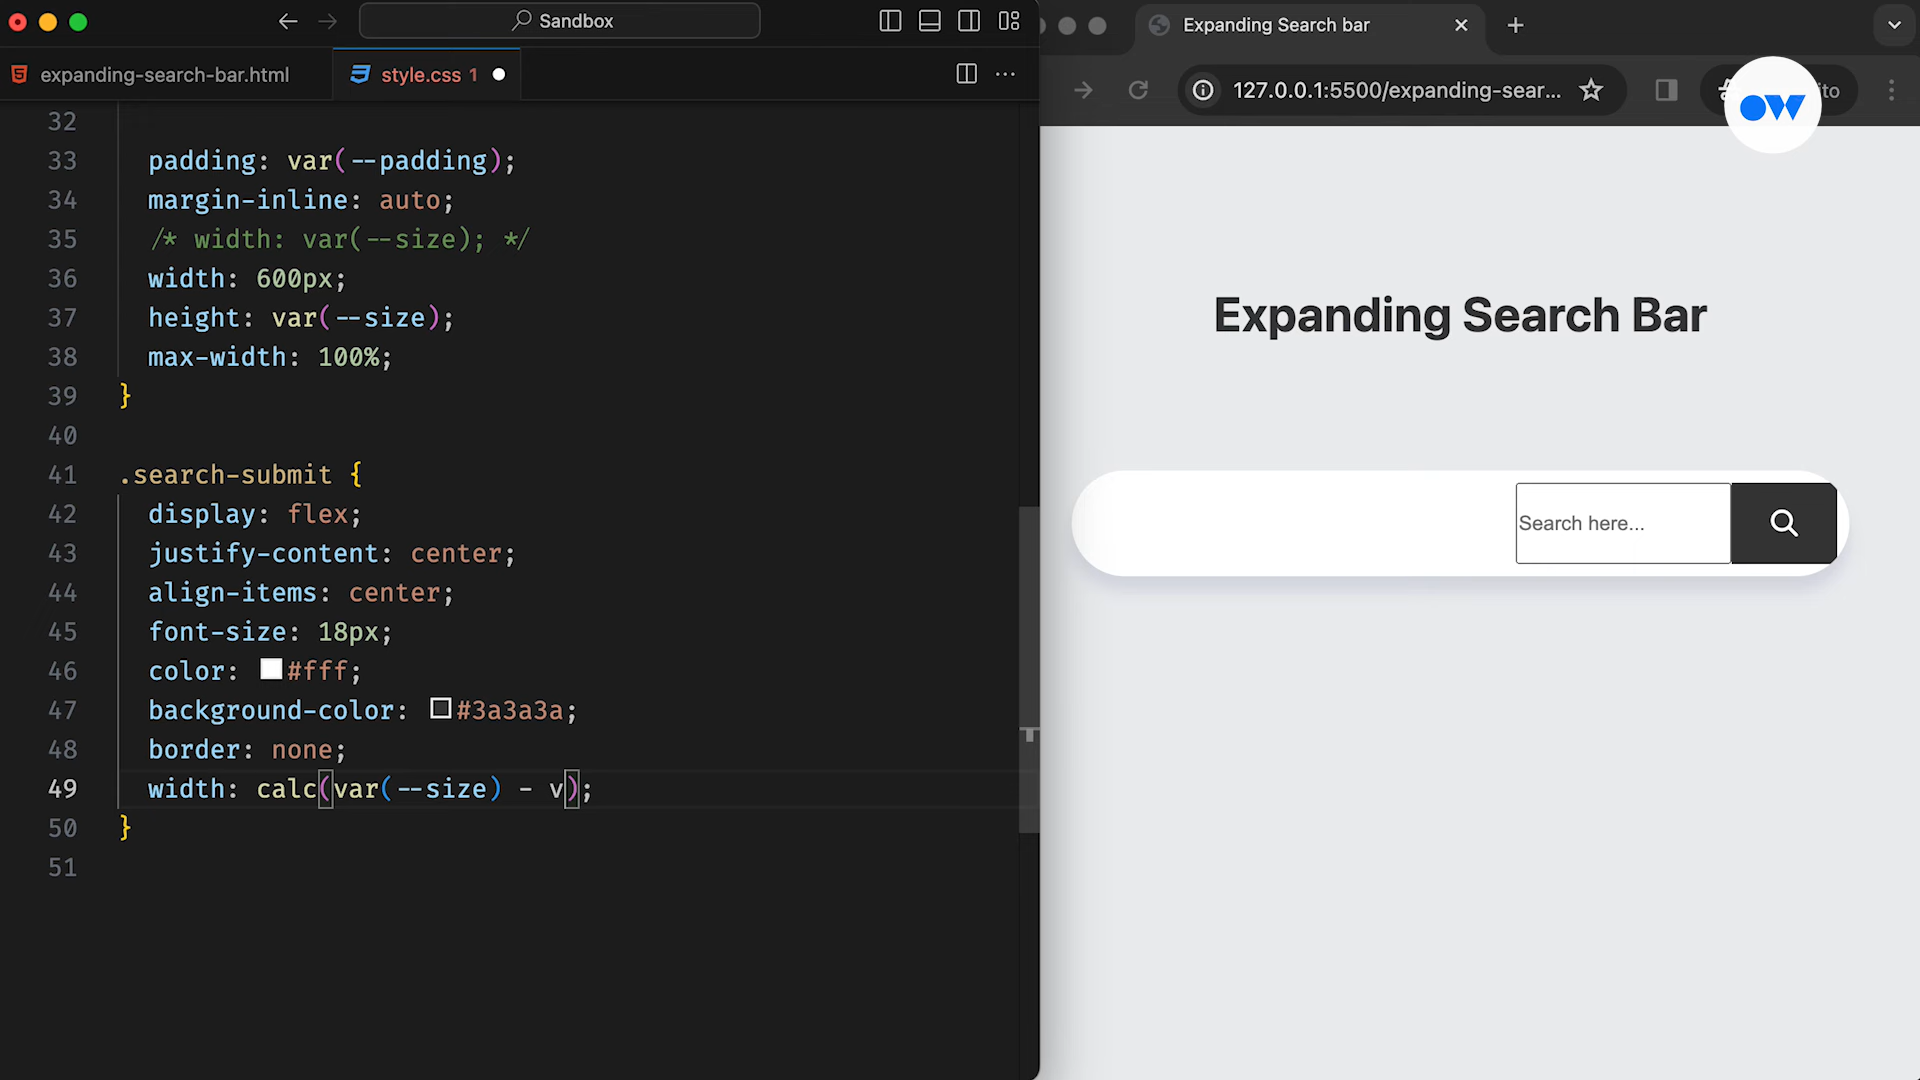 Sandbox
expanding-search-bar.html
style.css 1
32
33 padding: var(--padding);
34 margin-inline: auto;
35 /* width: var(--size); */
36 width: 600px;
37 height: var(--size);
38 max-width: 100%;
39 }
40
41 .search-submit {
42 display: flex;
43 justify-content: center;
44 align-items: center;
45 font-size: 18px;
46 color: #fff;
47 background-color: #3a3a3a;
48 border: none;
49 width: calc(var(--size) - v);
50 }
51
Expanding Search bar
127.0.0.1:5500/expanding-sear...
OW
Expanding Search Bar
Search here...